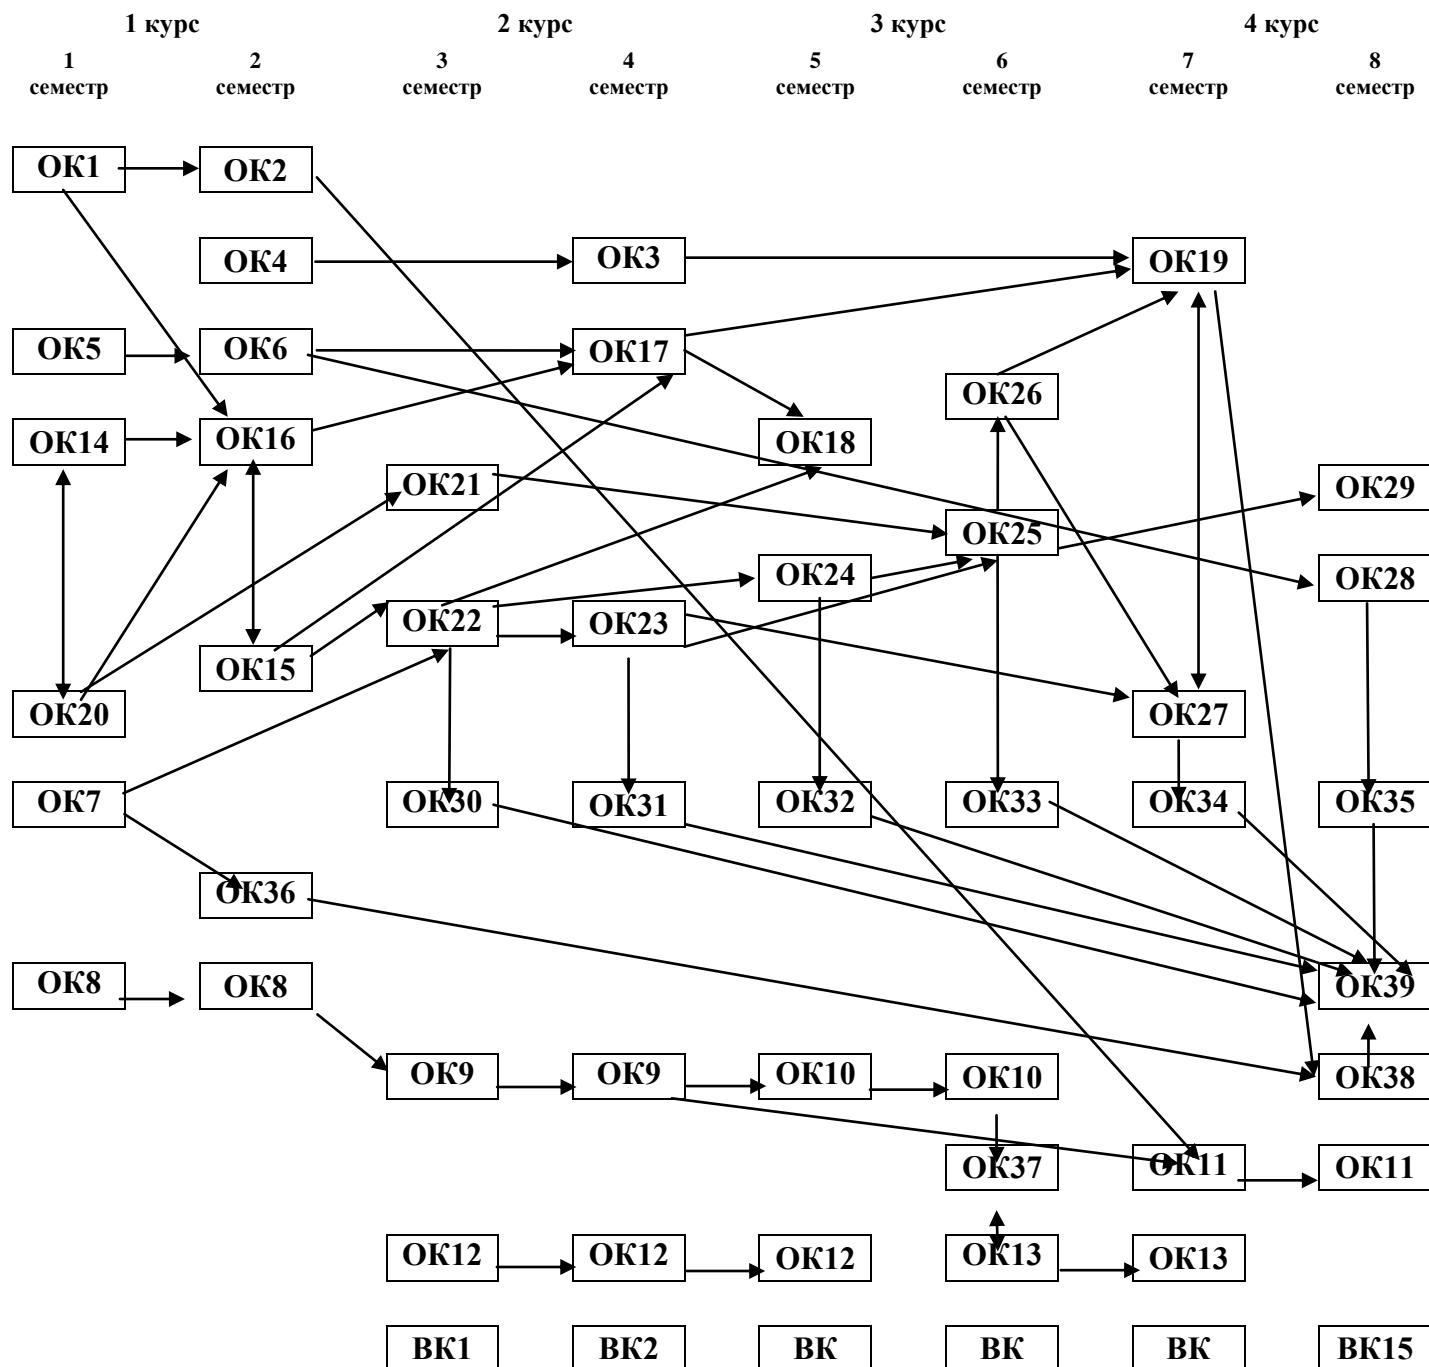 1 курс 2 курс 3 курс 4 курс
1 2 3 4 5 6 7 8
семестр семестр семестр семестр семестр семестр семестр семестр
ОК1 ОК2
ОК4 ОК3 ОК19
ОК5 ОК6 ОК17
ОК26
ОК14 ОК16 ОК18
ОК21 ОК29
ОК25
ОК24 ОК28
ОК22 ОК23
ОК15
ОК20 ОК27
ОК7 ОК30 ОК31 ОК32 ОК33 ОК34 ОК35
ОК36
ОК8 ОК8 ОК39
ОК9 ОК9 ОК10 ОК10 ОК38
ОК37 ОК11 ОК11
ОК12 ОК12 ОК12 ОК13 ОК13
ВК1 ВК2 ВК ВК ВК ВК15